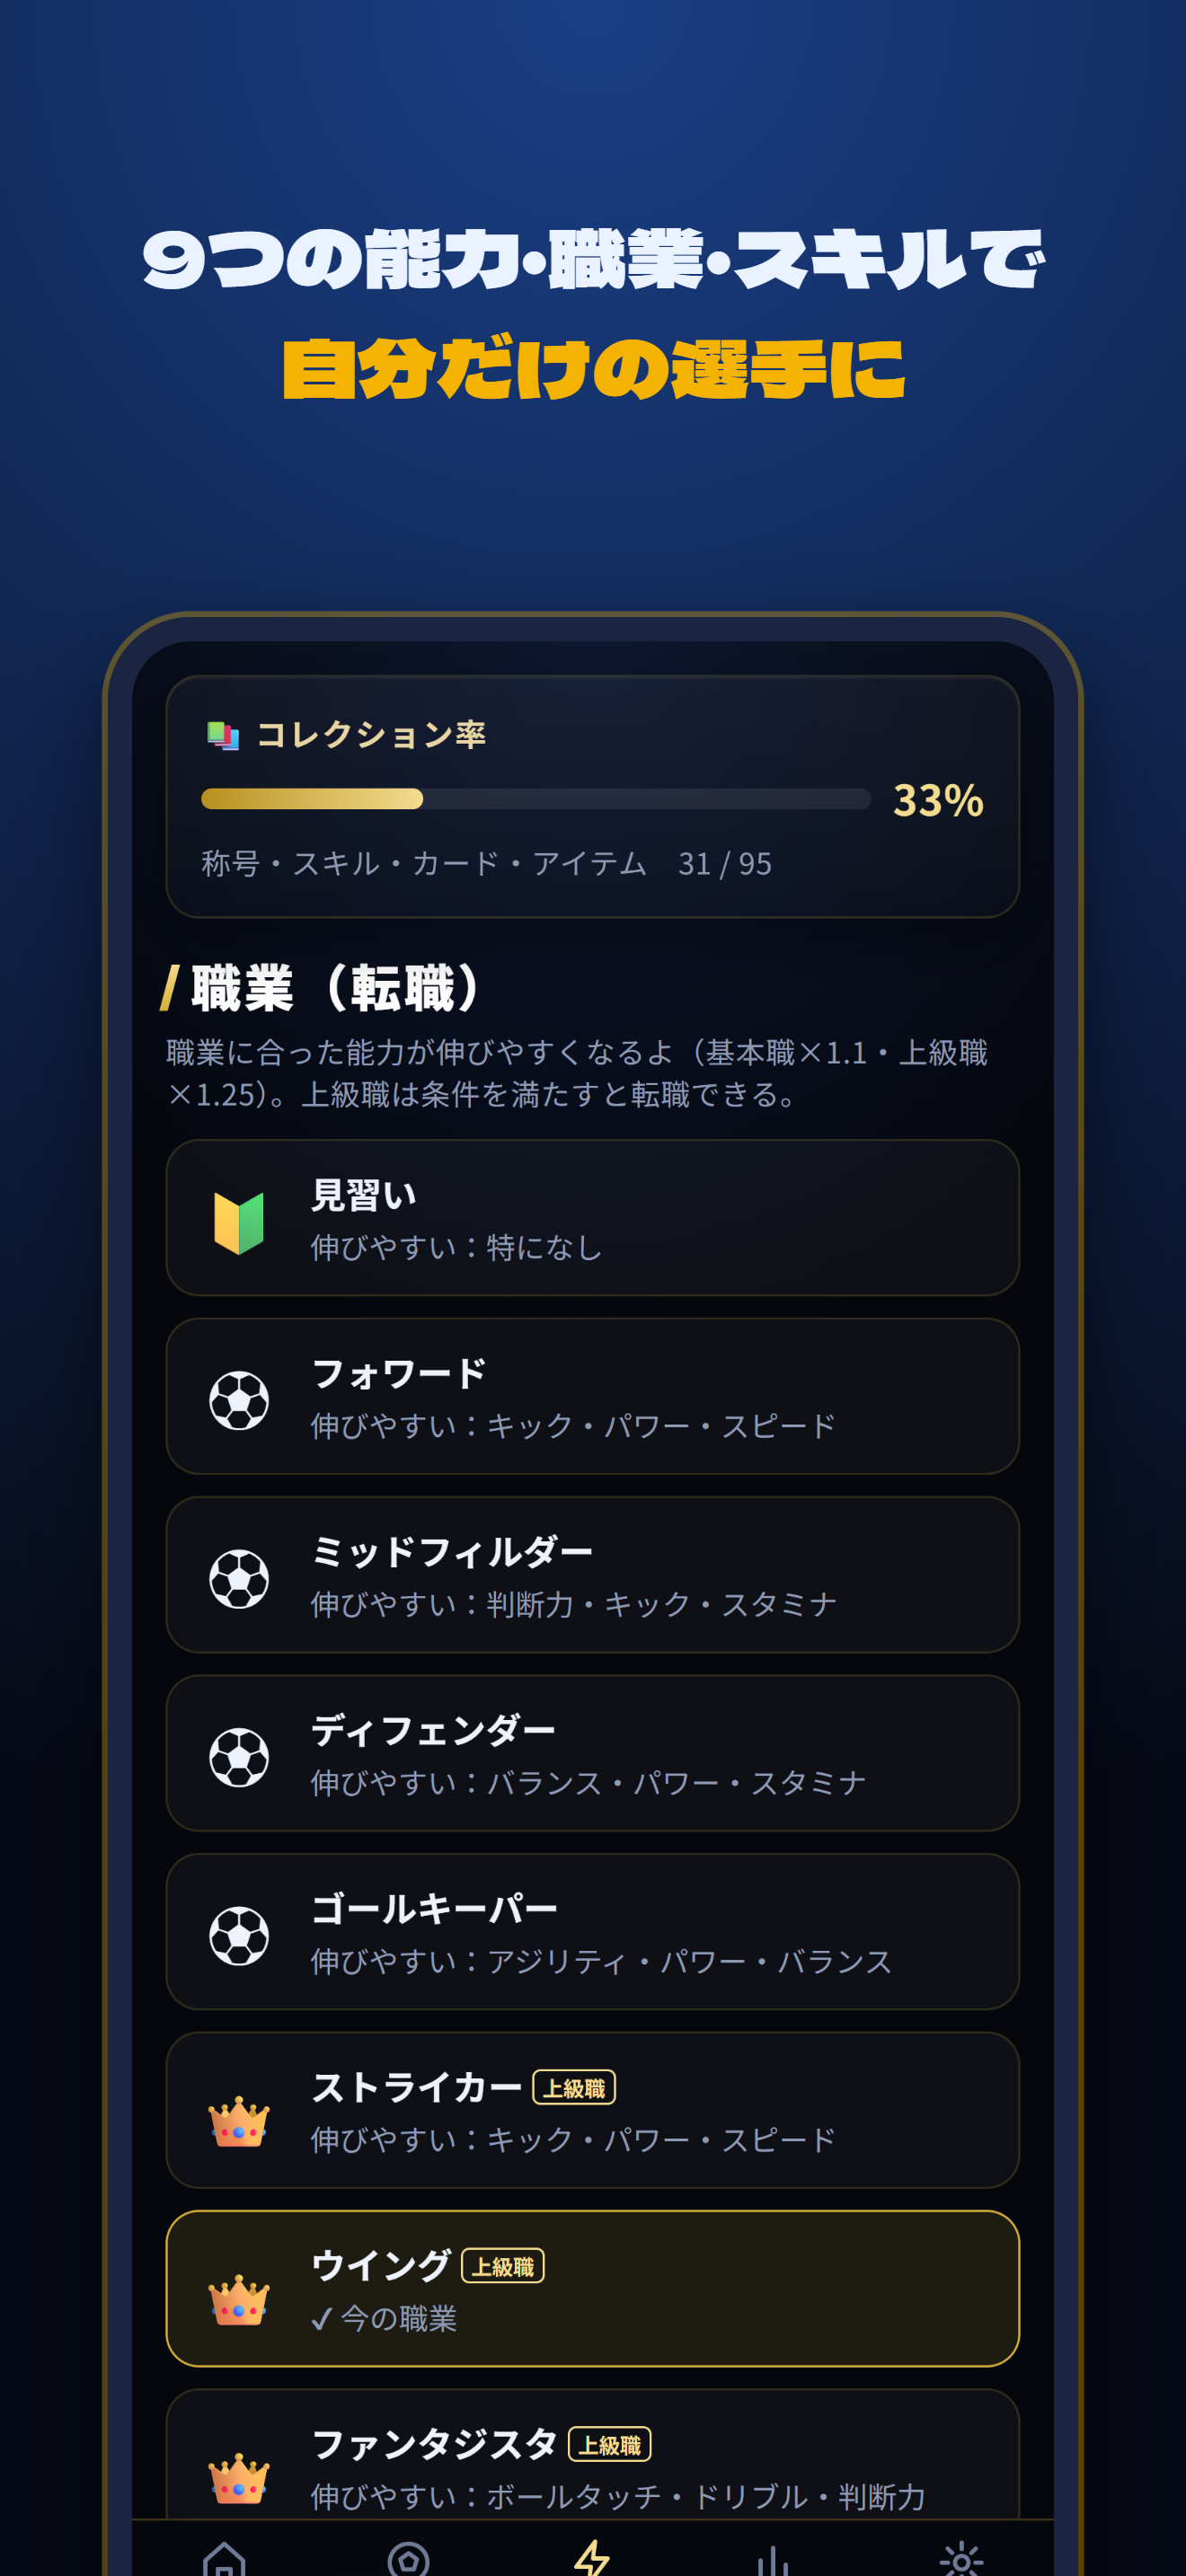 9つの能力・職業・スキルで
自分だけの選手に
コレクション率
33%
称号・スキル・カード・アイテム 31 / 95
職業（転職）
職業に合った能力が伸びやすくなるよ（基本職×1.1・上級職
×1.25）。上級職は条件を満たすと転職できる。
見習い
伸びやすい：特になし
フォワード
伸びやすい：キック・パワー・スピード
ミッドフィルダー
伸びやすい：判断力・キック・スタミナ
ディフェンダー
伸びやすい：バランス・パワー・スタミナ
ゴールキーパー
伸びやすい：アジリティ・パワー・バランス
ストライカー 上級職
伸びやすい：キック・パワー・スピード
ウイング 上級職
✓ 今の職業
ファンタジスタ 上級職
伸びやすい：ボールタッチ・ドリブル・判断力